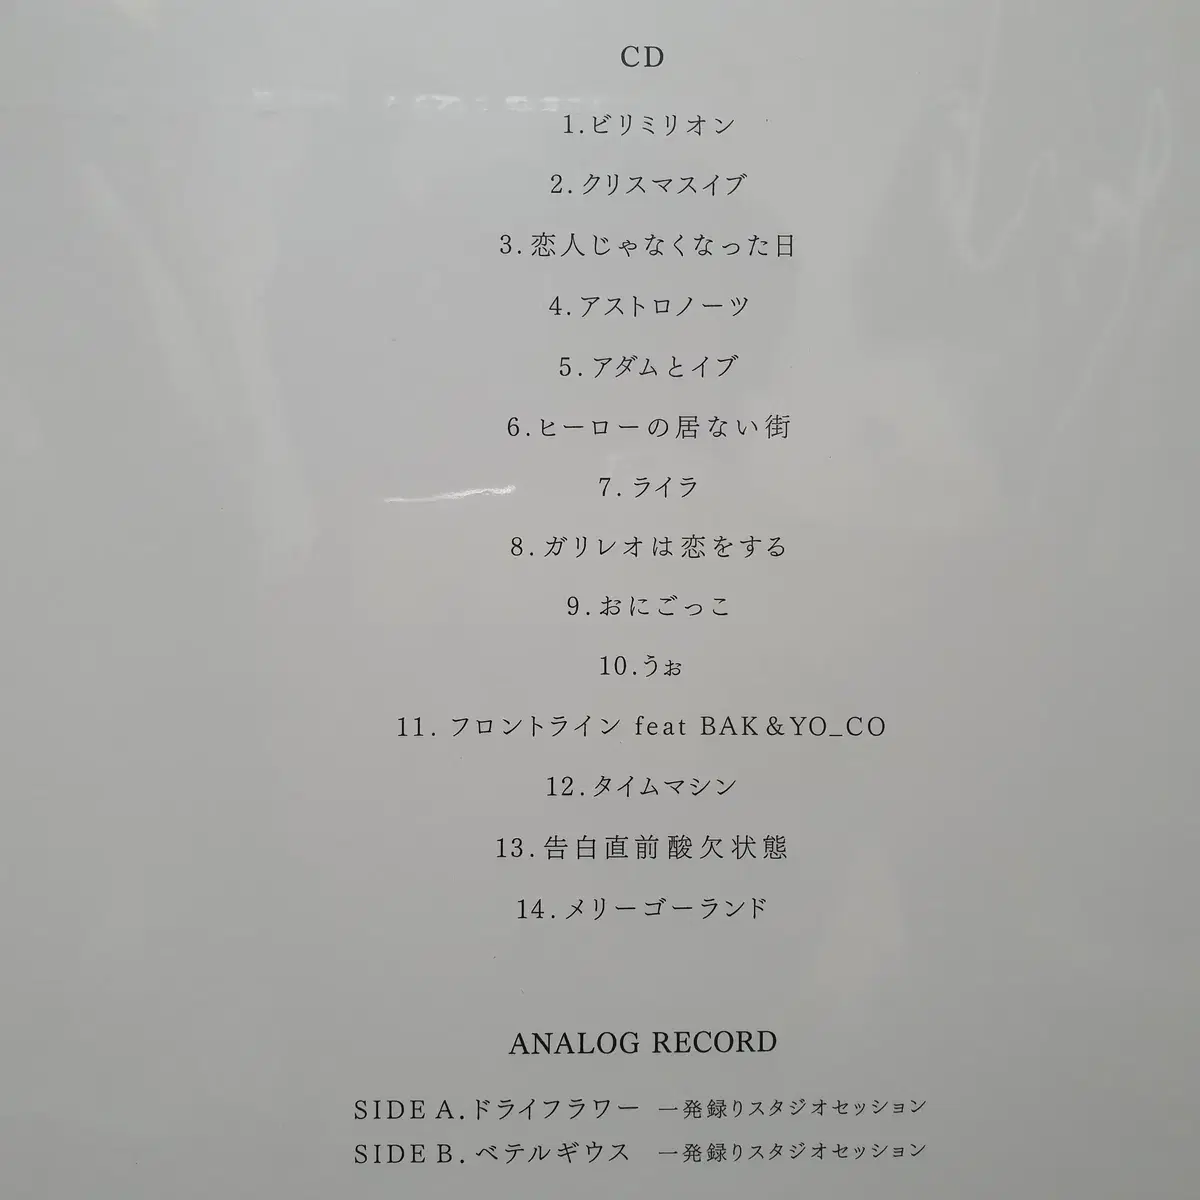 CD
1.ビリミリオン
2.クリスマスイブ
3.恋人じゃなくなった日
4.アストロノーツ
5.アダムとイブ
6.ヒーローの居ない街
7.ライラ
8.ガリレオは恋をする
9.おにごっこ
10.うぉ
11. フロントライン feat BAK&YO_CO
12.タイムマシン
13.告白直前酸欠状態
14.メリーゴーランド
ANALOG RECORD
SIDE A.ドライフラワー 一発録りスタジオセッション
SIDE B.ベテルギウス 一発録りスタジオセッション